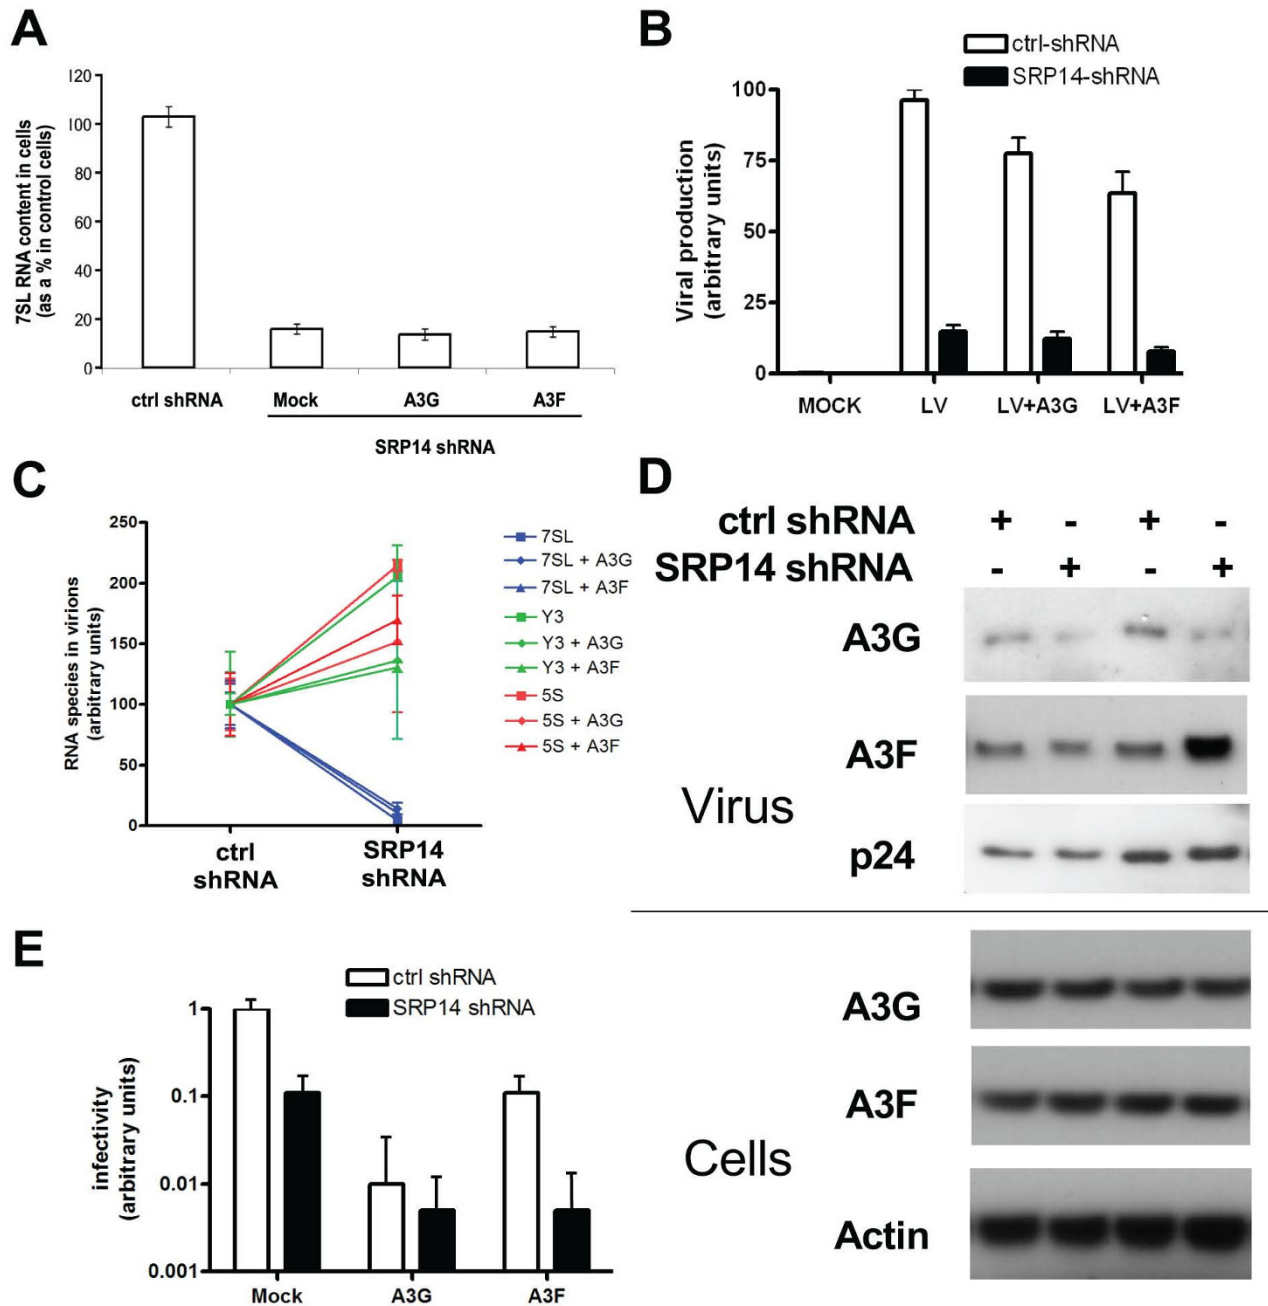 A
7SL RNA content in cells
(as a % in control cells)
120
100
80
60
40
20
0
ctrl shRNA
Mock
A3G
A3F
SRP14 shRNA
B
ctrl-shRNA
SRP14-shRNA
Viral production
(arbitrary units)
100
75
50
25
0
MOCK
LV
LV+A3G
LV+A3F
C
RNA species in virions
(arbitrary units)
250
200
150
100
50
0
ctrl
shRNA
SRP14
shRNA
7SL
7SL + A3G
7SL + A3F
Y3
Y3 + A3G
Y3 + A3F
5S
5S + A3G
5S + A3F
D
ctrl shRNA + - + -
SRP14 shRNA - + - +
A3G
A3F
Virus
p24
A3G
A3F
Cells
Actin
E
ctrl shRNA
SRP14 shRNA
infectivity
(arbitrary units)
1
0.1
0.01
0.001
Mock
A3G
A3F